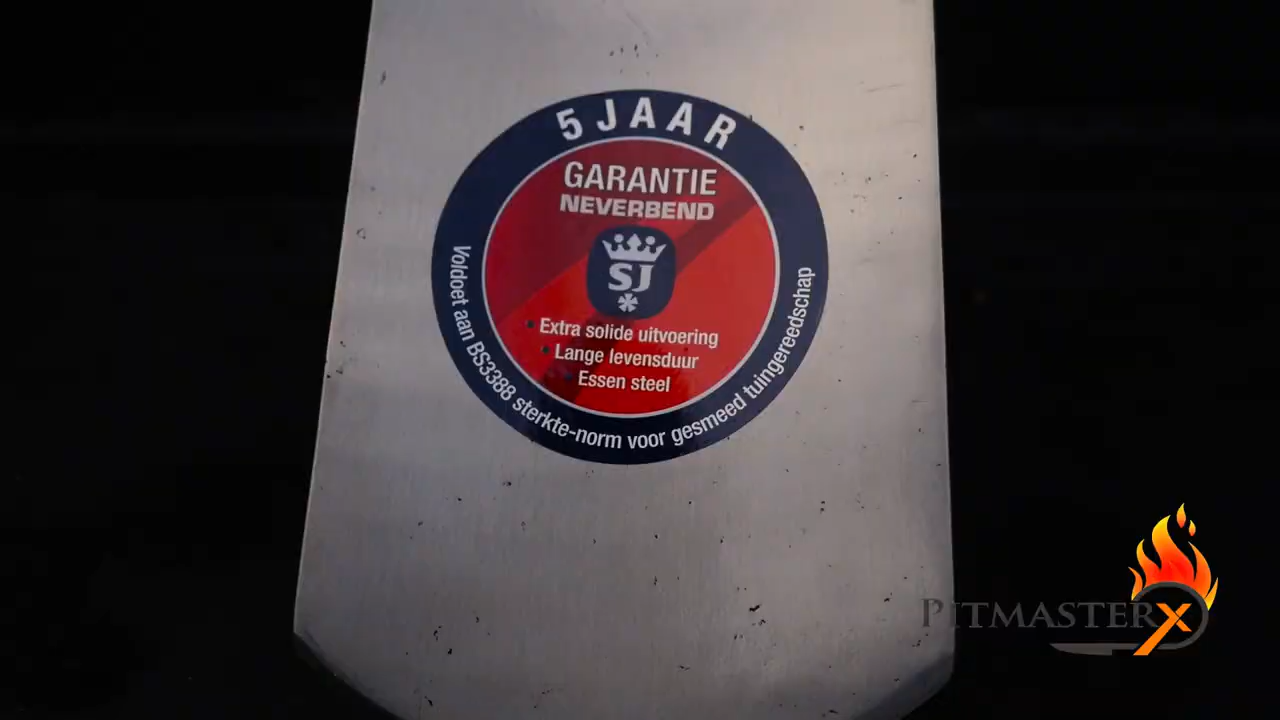 5 JAAR
GARANTIE
NEVERBEND
SJ
• Extra solide uitvoering
• Lange levensduur
• Essen steel
Voldoet aan BS3388 sterkte-norm voor gesmeed tuingereedschap
PITMASTERX